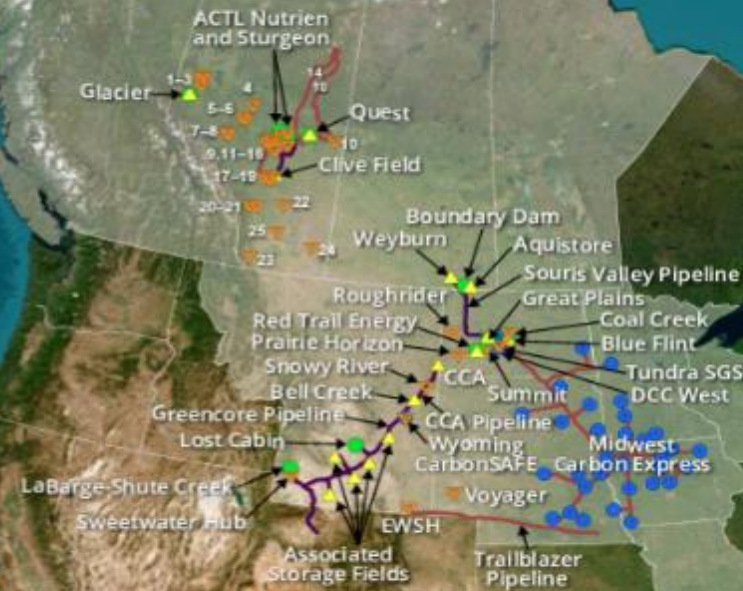 ACTL Nutrien
and Sturgeon
1–3
Glacier
4
14
10
5–6
Quest
7–8
10
9,11–16
Clive Field
17–19
20–21
22
25
24
23
Boundary Dam
Weyburn
Aquistore
Souris Valley Pipeline
Roughrider
Great Plains
Red Trail Energy
Coal Creek
Prairie Horizon
Blue Flint
Snowy River
CCA
Tundra SGS
Bell Creek
Summit
DCC West
Greencore Pipeline
CCA Pipeline
Lost Cabin
Wyoming
CarbonSAFE
Midwest
Carbon Express
LaBarge-Shute Creek
Voyager
Sweetwater Hub
EWSH
Associated
Storage Fields
Trailblazer
Pipeline